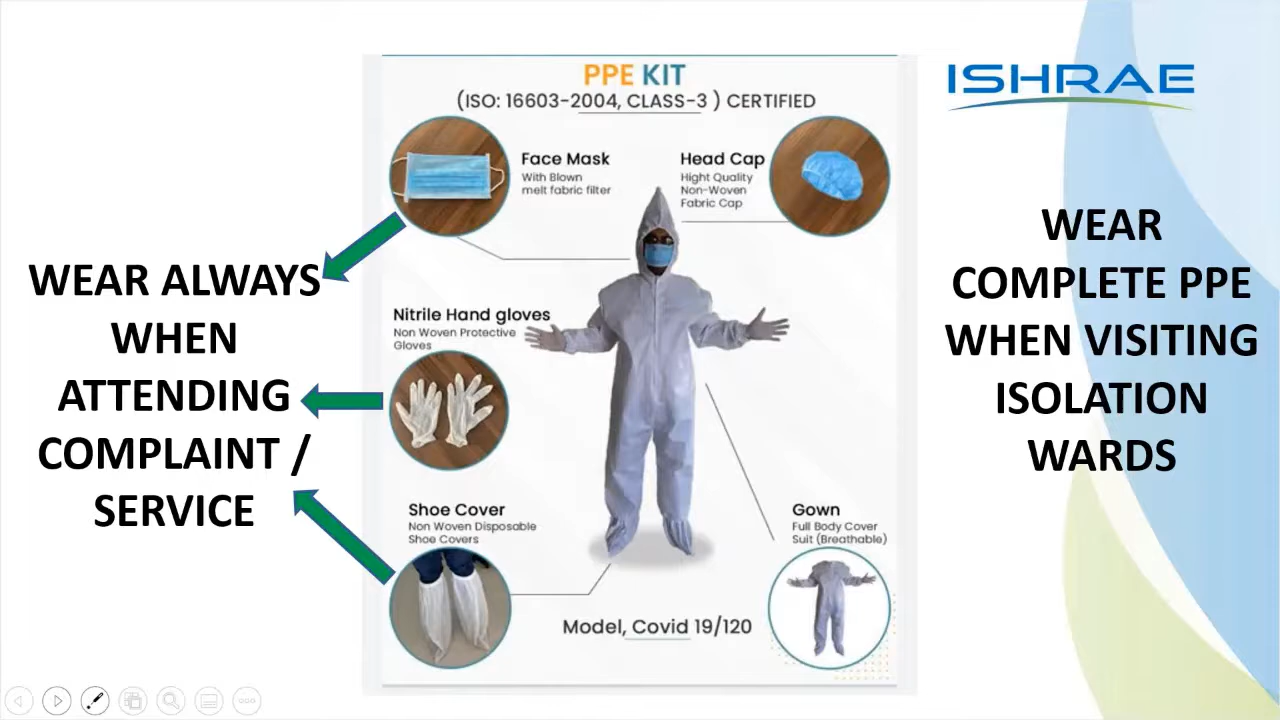 PPE KIT
(ISO: 16603-2004, CLASS-3 ) CERTIFIED
ISHRAE
Face Mask
With Blown
melt fabric filter
Head Cap
Hight Quality
Non-Woven
Fabric Cap
WEAR ALWAYS
WHEN
ATTENDING
COMPLAINT /
SERVICE
Nitrile Hand gloves
Non Woven Protective
Gloves
Shoe Cover
Non Woven Disposable
Shoe Covers
Gown
Full Body Cover
Suit (Breathable)
Model, Covid 19/120
WEAR
COMPLETE PPE
WHEN VISITING
ISOLATION
WARDS